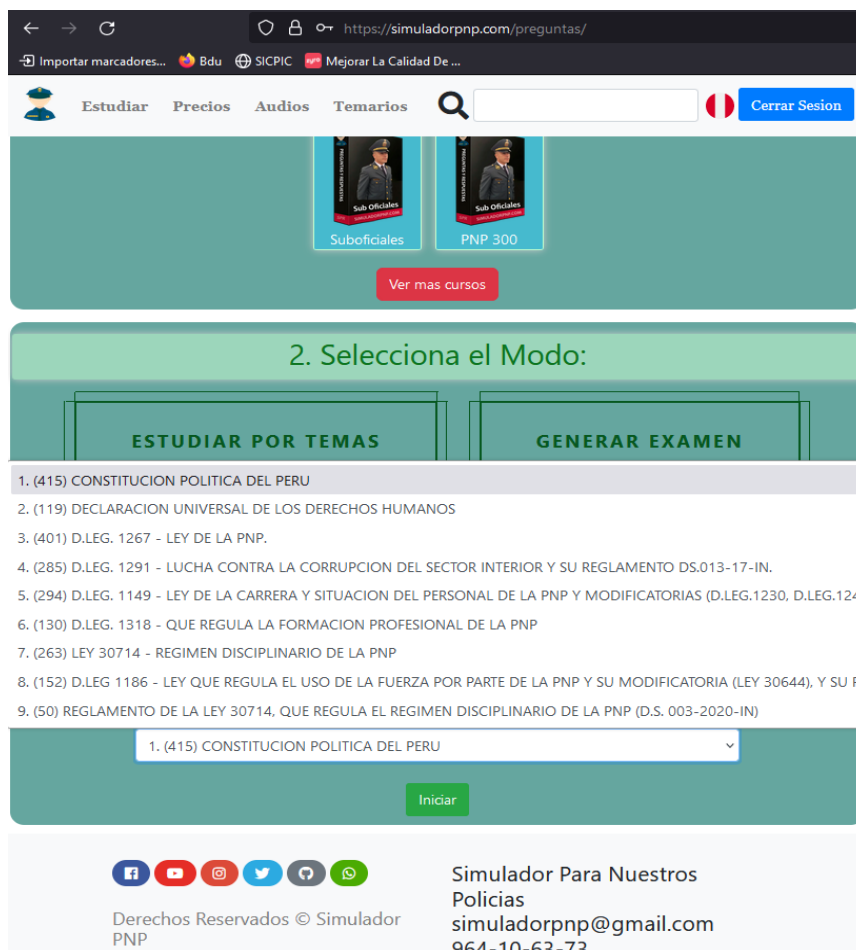 https://simuladorpnp.com/preguntas/
Importar marcadores... Bdu SICPIC Mejorar La Calidad De ...
Estudiar Precios Audios Temarios Cerrar Sesion
Sub Oficiales Sub Oficiales
Suboficiales PNP 300
Ver mas cursos
2. Selecciona el Modo:
ESTUDIAR POR TEMAS GENERAR EXAMEN
1. (415) CONSTITUCION POLITICA DEL PERU
2. (119) DECLARACION UNIVERSAL DE LOS DERECHOS HUMANOS
3. (401) D.LEG. 1267 - LEY DE LA PNP.
4. (285) D.LEG. 1291 - LUCHA CONTRA LA CORRUPCION DEL SECTOR INTERIOR Y SU REGLAMENTO DS.013-17-IN.
5. (294) D.LEG. 1149 - LEY DE LA CARRERA Y SITUACION DEL PERSONAL DE LA PNP Y MODIFICATORIAS (D.LEG.1230, D.LEG.124
6. (130) D.LEG. 1318 - QUE REGULA LA FORMACION PROFESIONAL DE LA PNP
7. (263) LEY 30714 - REGIMEN DISCIPLINARIO DE LA PNP
8. (152) D.LEG 1186 - LEY QUE REGULA EL USO DE LA FUERZA POR PARTE DE LA PNP Y SU MODIFICATORIA (LEY 30644), Y SU
9. (50) REGLAMENTO DE LA LEY 30714, QUE REGULA EL REGIMEN DISCIPLINARIO DE LA PNP (D.S. 003-2020-IN)
1. (415) CONSTITUCION POLITICA DEL PERU
Iniciar
Derechos Reservados © Simulador
PNP
Simulador Para Nuestros
Policias
simuladorpnp@gmail.com
964-10-63-73